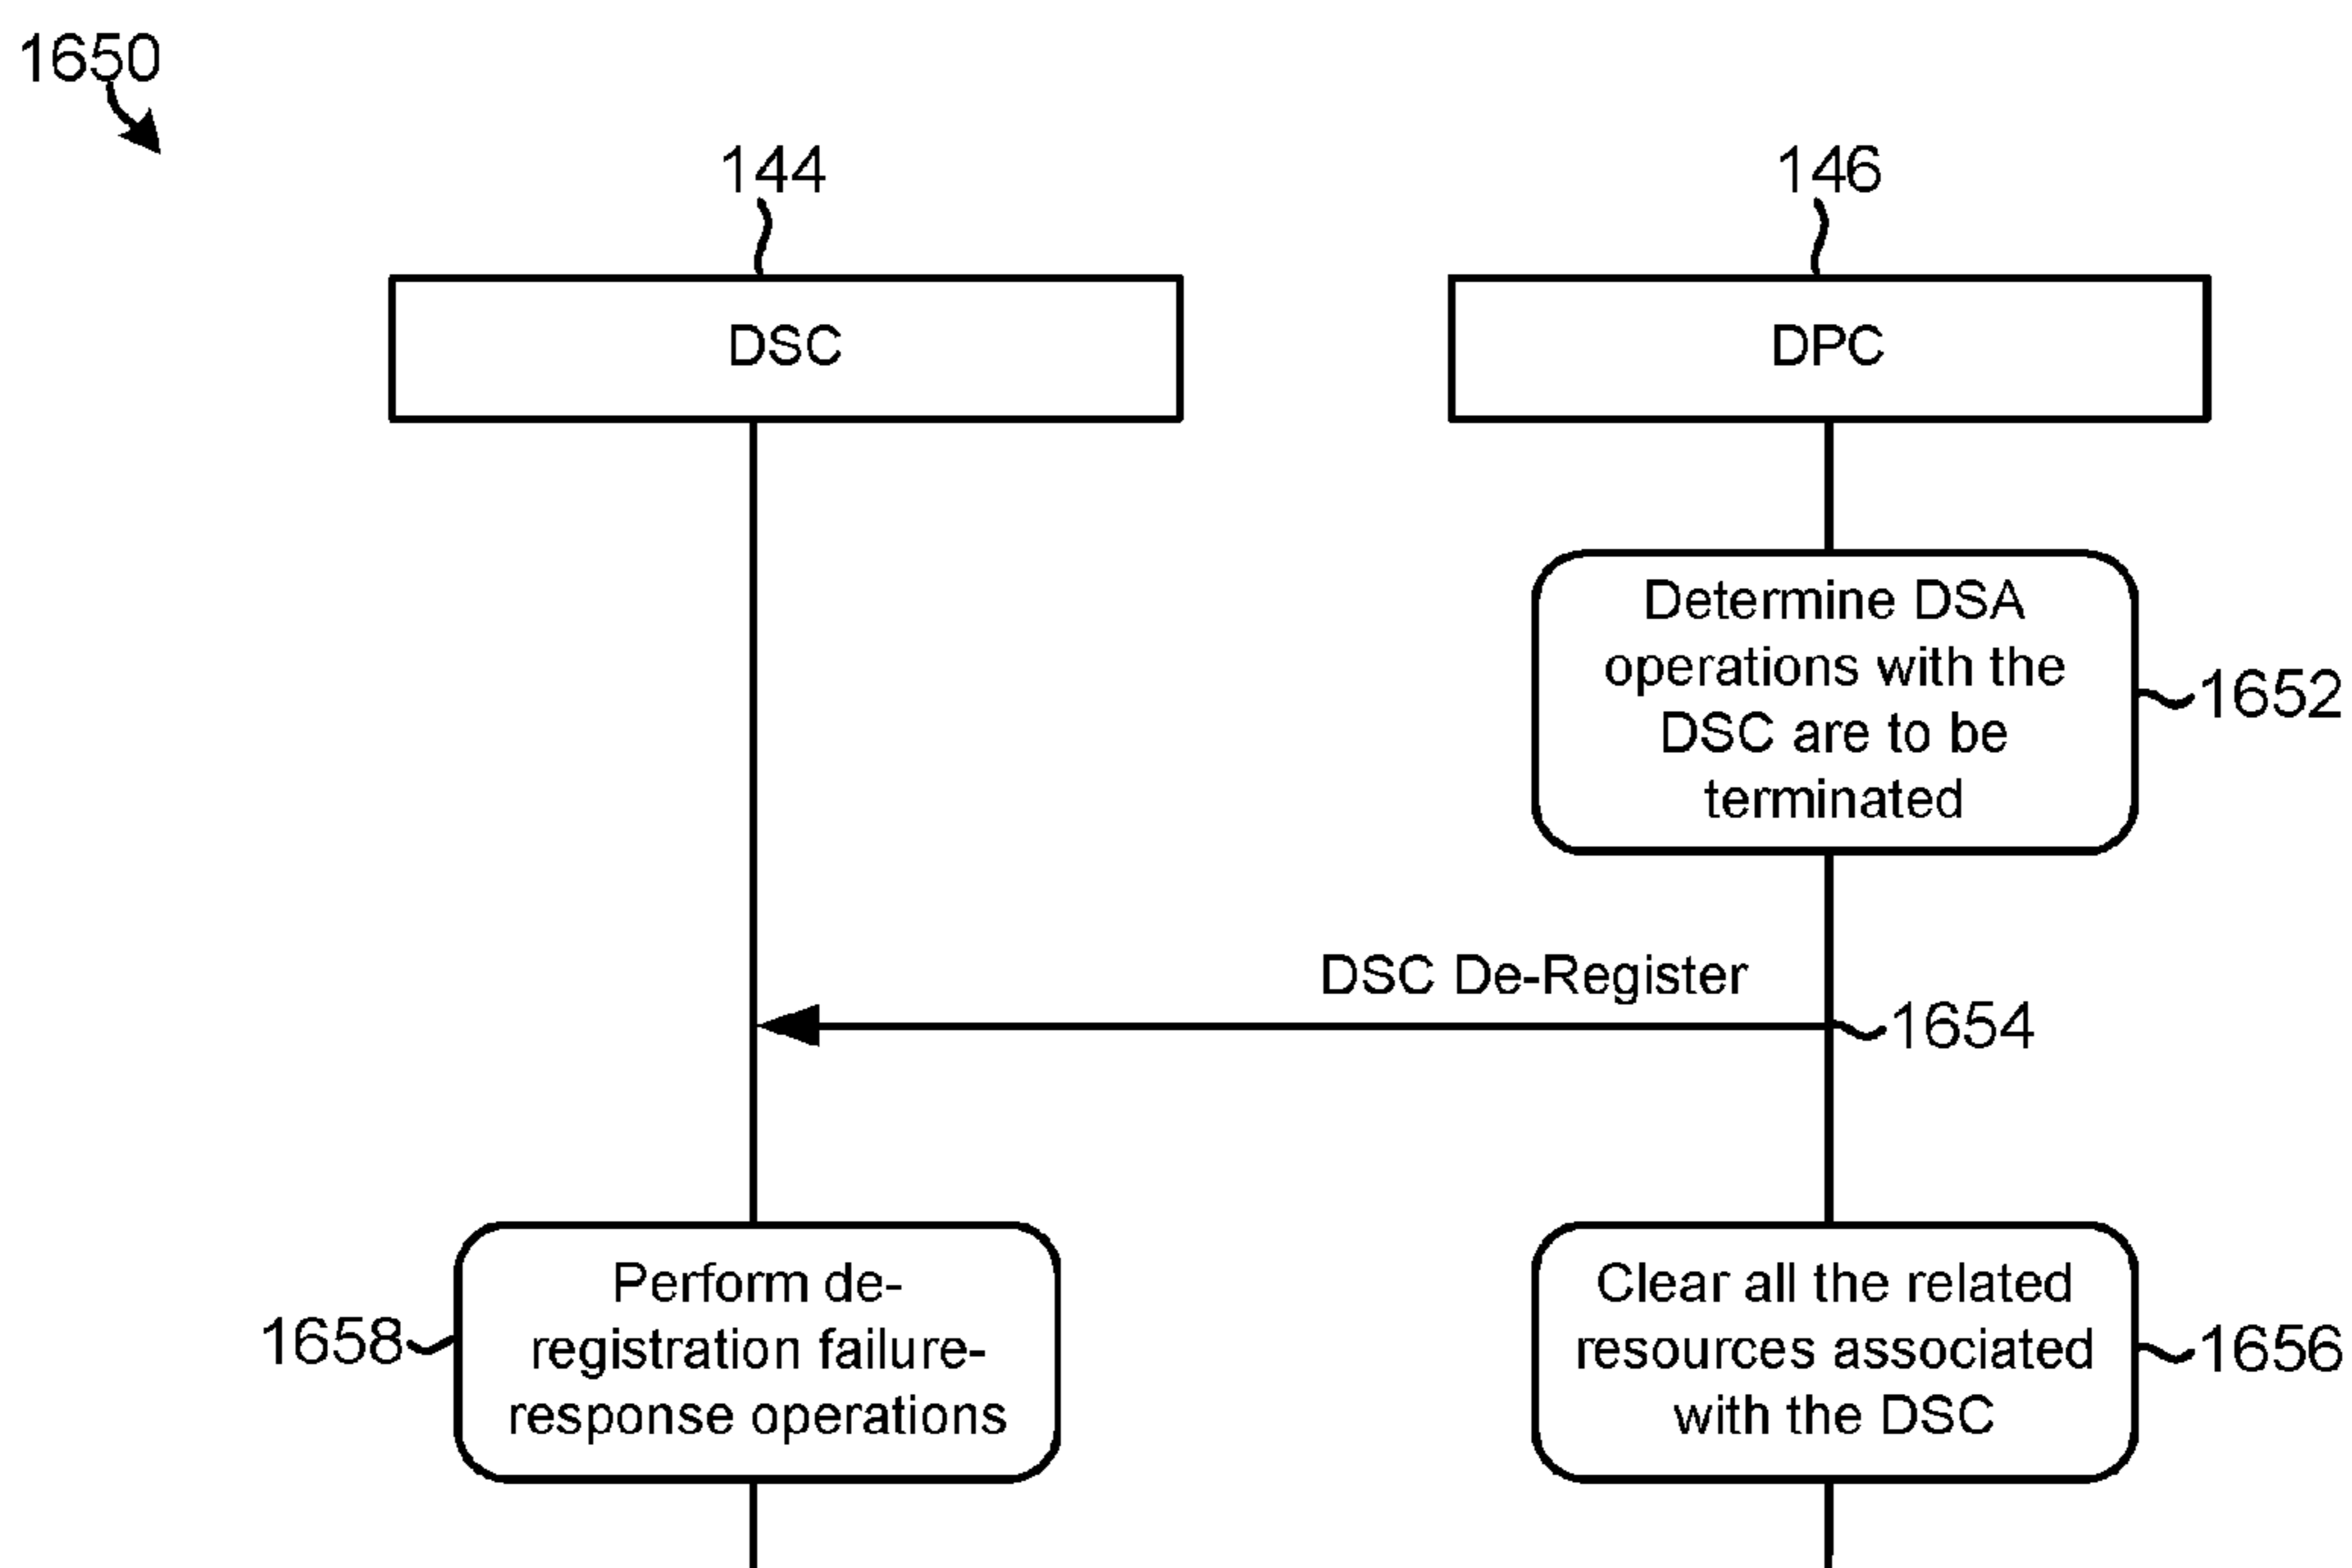 1650
144
146
DSC
DPC
Determine DSA
operations with the
DSC are to be
terminated
1652
DSC De-Register
1654
1658
Perform de-
registration failure-
response operations
Clear all the related
resources associated
with the DSC
1656